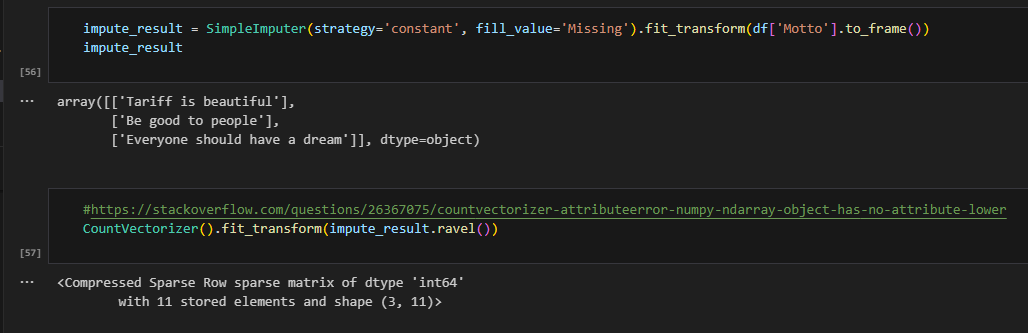 impute_result = SimpleImputer(strategy='constant', fill_value='Missing').fit_transform(df['Motto'].to_frame())
impute_result
[56]
... array([['Tariff is beautiful'],
['Be good to people'],
['Everyone should have a dream']], dtype=object)
#https://stackoverflow.com/questions/26367075/countvectorizer-attributeerror-numpy-ndarray-object-has-no-attribute-lower
CountVectorizer().fit_transform(impute_result.ravel())
[57]
... <Compressed Sparse Row sparse matrix of dtype 'int64'
with 11 stored elements and shape (3, 11)>